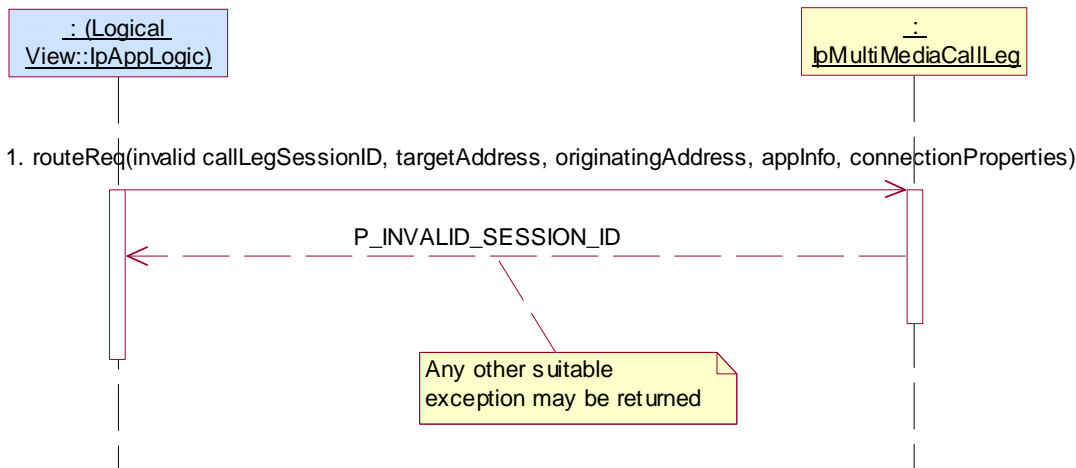 : (Logical
View::IpAppLogic)
:
IpMultiMediaCallLeg
1. routeReq(invalid callLegSessionID, targetAddress, originatingAddress, appInfo, connectionProperties)
P_INVALID_SESSION_ID
Any other suitable
exception may be returned